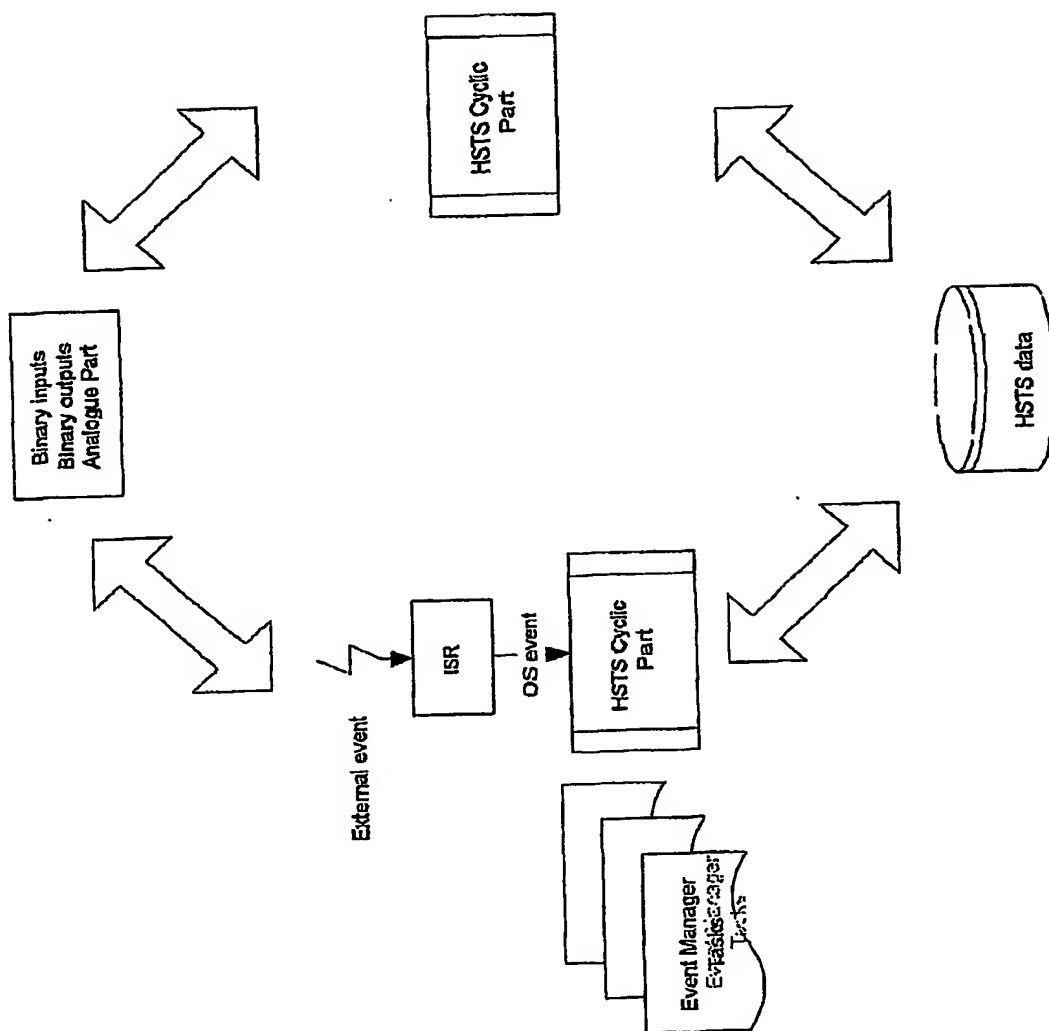 Binary inputs
Binary outputs
Analogue Part
External event
ISR
OS event
HSTS Cyclic
Part
HSTS Cyclic
Part
Event Manager
Tasks
HSTS data